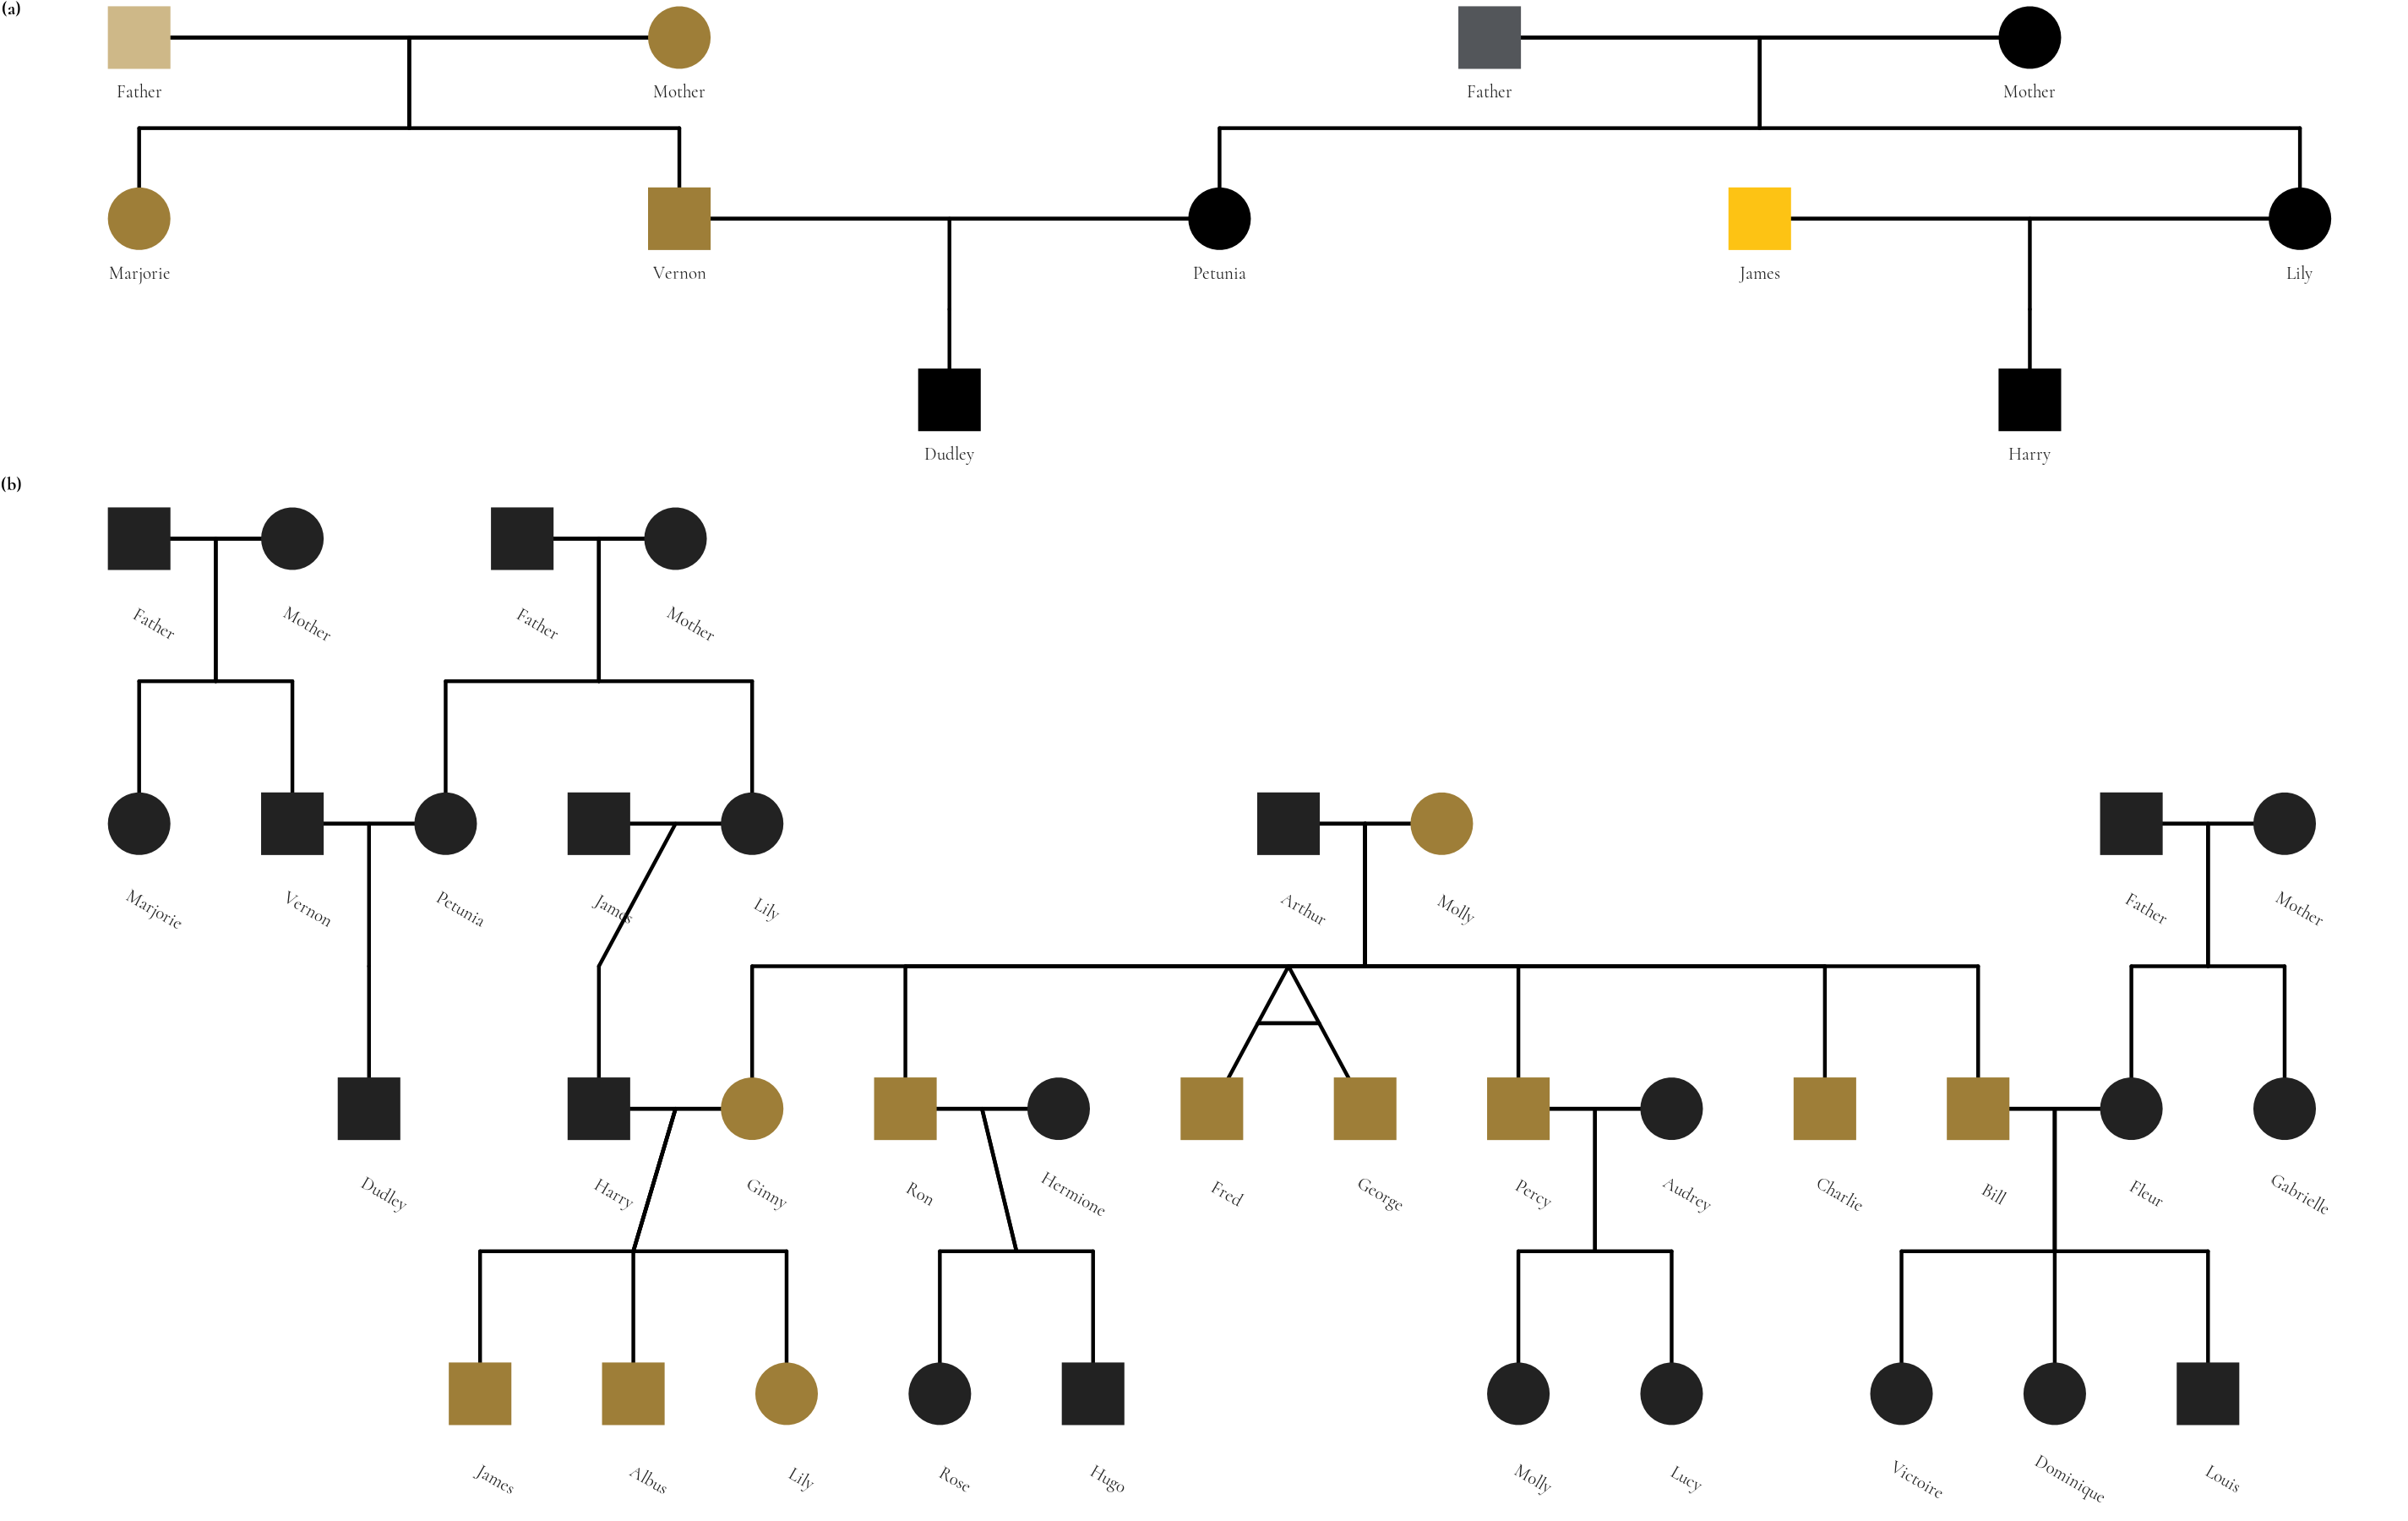 (a)
Father
Mother
Father
Mother
Marjorie
Vernon
Petunia
James
Lily
Dudley
Harry
(b)
Father
Mother
Father
Mother
Marjorie
Vernon
Petunia
James
Lily
Arthur
Molly
Father
Mother
Dudley
Harry
Ginny
Ron
Hermione
Fred
George
Percy
Audrey
Charlie
Bill
Fleur
Gabrielle
James
Albus
Lily
Rose
Hugo
Molly
Lucy
Victoire
Dominique
Louis